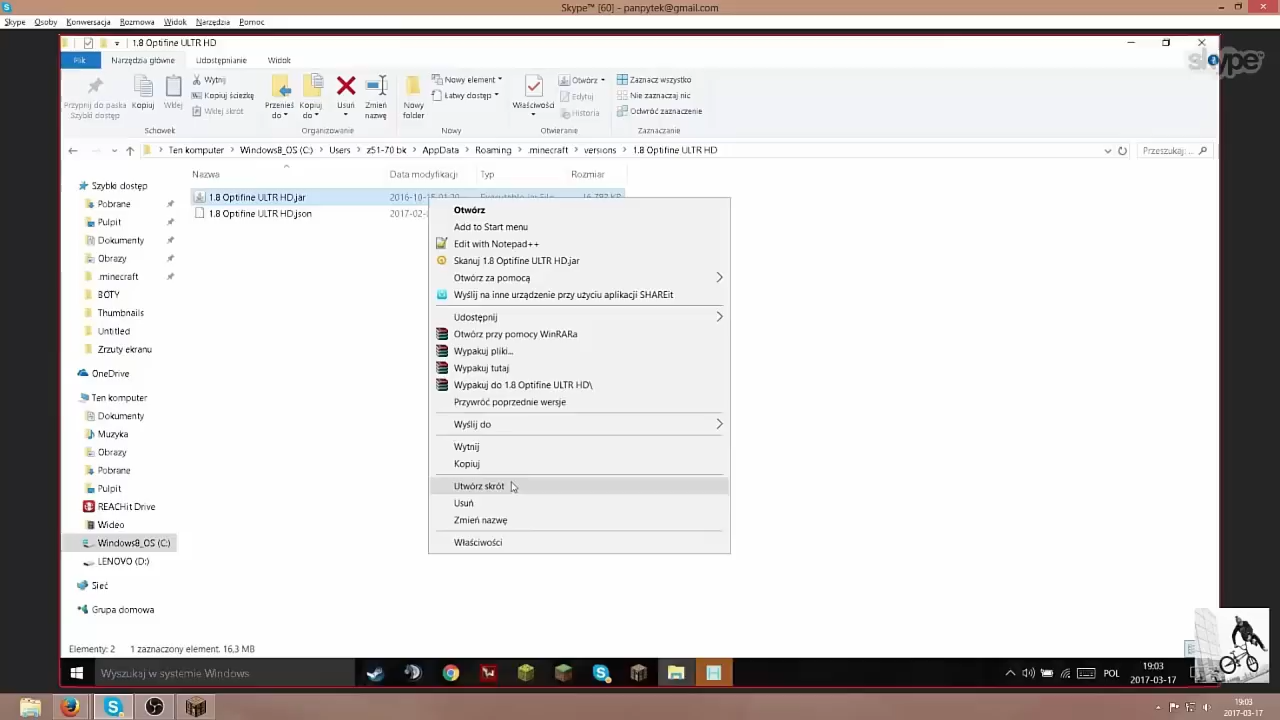 Skype™ [60] - panpytek@gmail.com
Skype Osoby Konwersacja Rozmowa Widok Narzędzia Pomoc
1.8 Optifine ULTR HD
Plik Narzędzia główne Udostępnianie Widok
skype
Przypnij do paska Szybki dostęp
Kopiuj
Wklej
Wytnij
Kopiuj ścieżkę
Wklej skrót
Przenieś do
Kopiuj do
Usuń
Zmień nazwę
Nowy folder
Nowy element
Łatwy dostęp
Właściwości
Otwórz
Edytuj
Historia
Zaznacz wszystko
Nie zaznaczaj nic
Odwróć zaznaczenie
Schowek Organizowanie Nowy Otwieranie Zaznaczanie
Ten komputer Windows8_OS (C:) Users z51-70 bk AppData Roaming .minecraft versions 1.8 Optifine ULTR HD Przeszukaj:...
Nazwa Data modyfikacji Typ Rozmiar
1.8 Optifine ULTR HD.jar 2016-10-15
1.8 Optifine ULTR HD.json 2017-02-
Szybki dostęp
Pobrane
Pulpit
Dokumenty
Obrazy
.minecraft
BOTY
Thumbnails
Untitled
Zrzuty ekranu
OneDrive
Ten komputer
Dokumenty
Muzyka
Obrazy
Pobrane
Pulpit
REACHit Drive
Wideo
Windows8_OS (C:)
LENOVO (D:)
Sieć
Grupa domowa
Otwórz
Add to Start menu
Edit with Notepad++
Skanuj 1.8 Optifine ULTR HD.jar
Otwórz za pomocą
Wyślij na inne urządzenie przy użyciu aplikacji SHAREit
Udostępnij
Otwórz przy pomocy WinRARa
Wypakuj pliki...
Wypakuj tutaj
Wypakuj do 1.8 Optifine ULTR HD\
Przywróć poprzednie wersje
Wyślij do
Wytnij
Kopiuj
Utwórz skrót
Usuń
Zmień nazwę
Właściwości
Elementy: 2 1 zaznaczony element. 16,3 MB
Wyszukaj w systemie Windows
POL
19:03
2017-03-17
19:03
2017-03-17